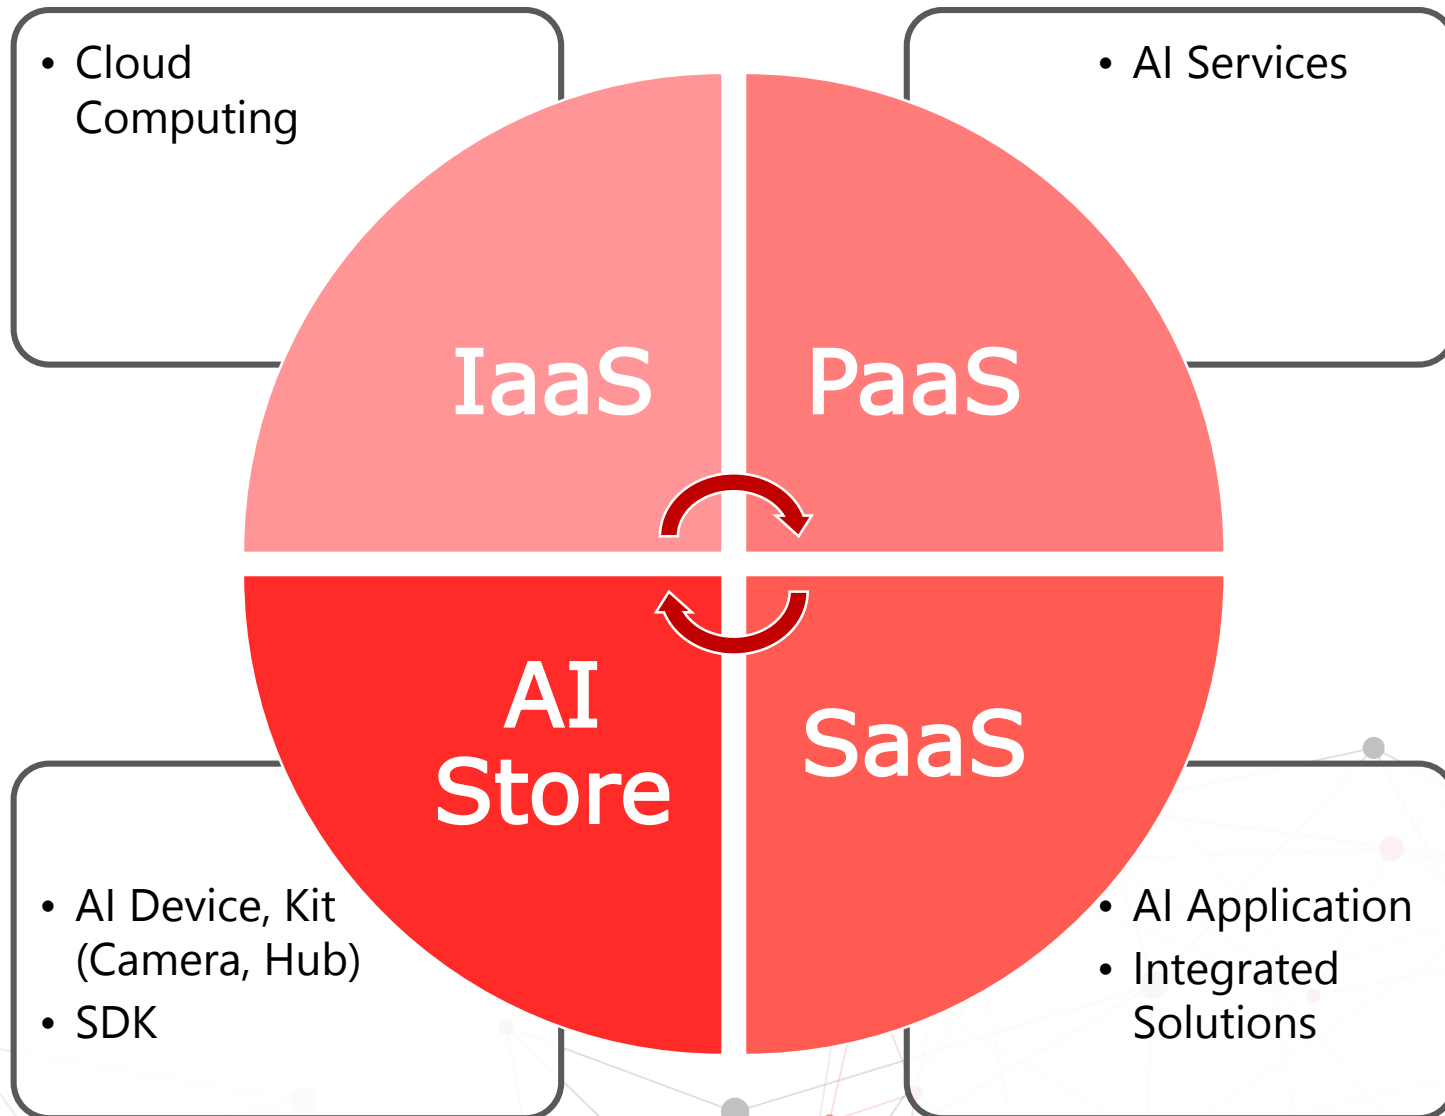 • Cloud
Computing
• AI Services
IaaS
PaaS
AI
Store
SaaS
• AI Device, Kit
(Camera, Hub)
• SDK
• AI Application
• Integrated
Solutions